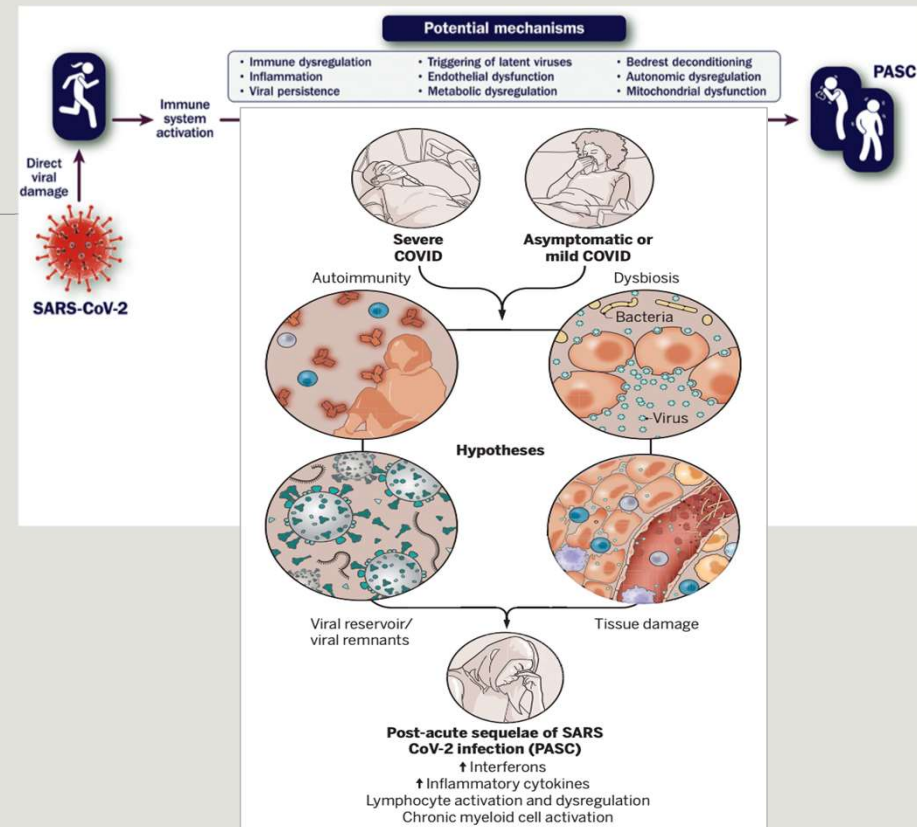 Potential mechanisms
• Immune dysregulation
• Inflammation
• Viral persistence
• Triggering of latent viruses
• Endothelial dysfunction
• Metabolic dysregulation
• Bedrest deconditioning
• Autonomic dysregulation
• Mitochondrial dysfunction
PASC
Immune
system
activation
Direct
viral
damage
SARS-CoV-2
Severe
COVID
Asymptomatic or
mild COVID
Autoimmunity
Dysbiosis
Bacteria
Virus
Hypotheses
Viral reservoir/
viral remnants
Tissue damage
Post-acute sequelae of SARS
CoV-2 infection (PASC)
↑ Interferons
↑ Inflammatory cytokines
Lymphocyte activation and dysregulation
Chronic myeloid cell activation